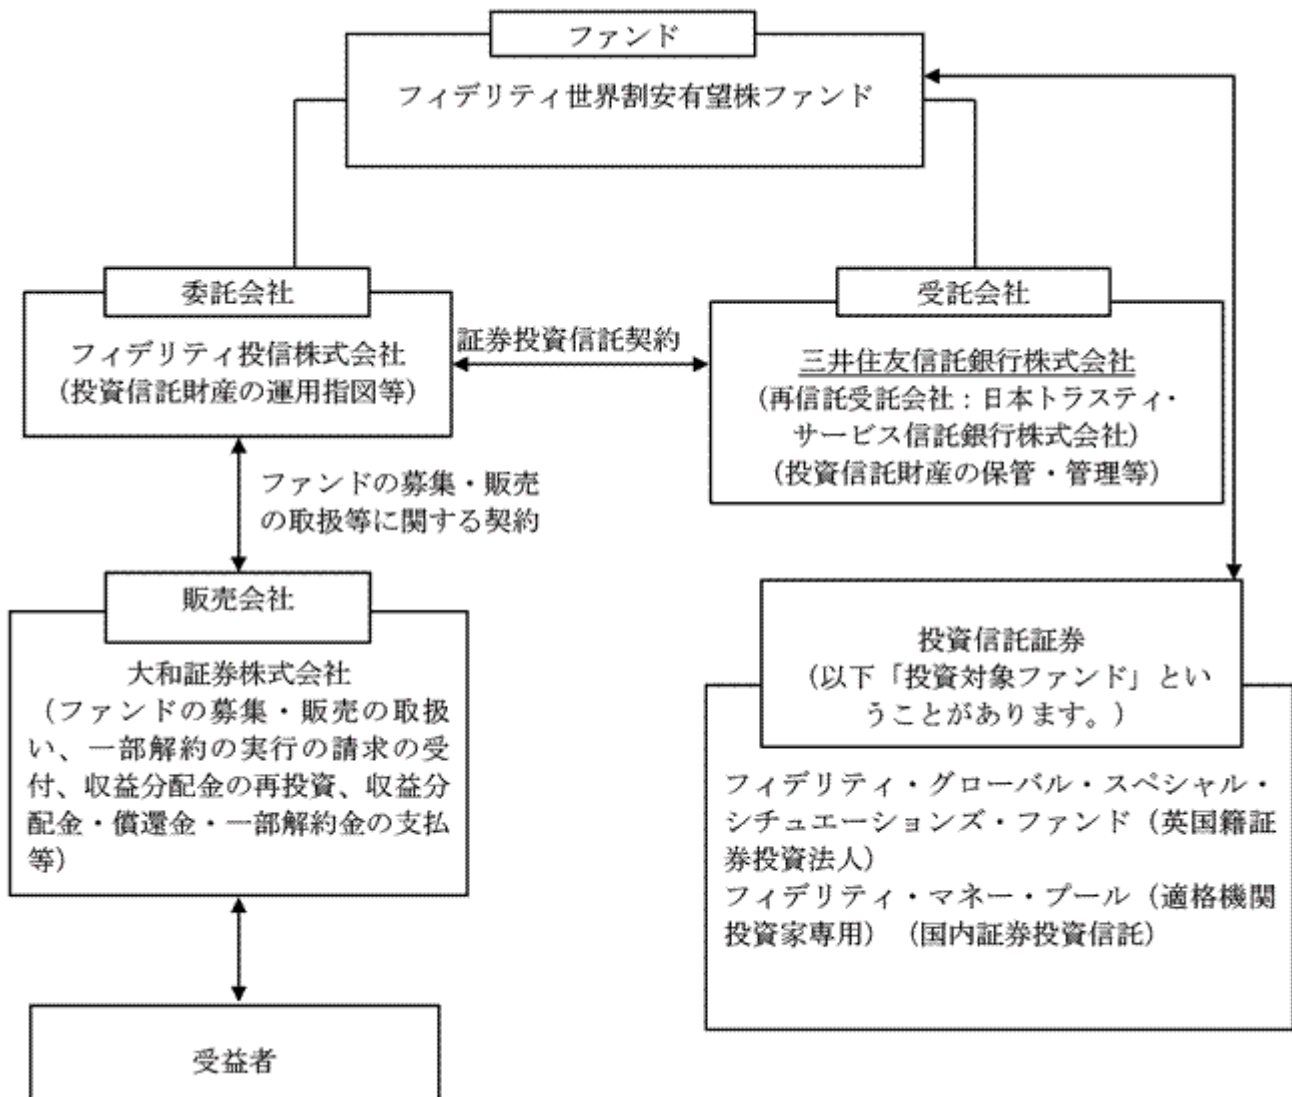 ファンド
フィデリティ世界割安有望株ファンド
委託会社
フィデリティ投信株式会社
(投資信託財産の運用指図等)
証券投資信託契約
受託会社
三井住友信託銀行株式会社
(再信託受託会社：日本トラスティ・
サービス信託銀行株式会社)
(投資信託財産の保管・管理等)
ファンドの募集・販売
の取扱等に関する契約
販売会社
大和証券株式会社
（ファンドの募集・販売の取扱
い、一部解約の実行の請求の受
付、収益分配金の再投資、収益分
配金・償還金・一部解約金の支払
等）
投資信託証券
（以下「投資対象ファンド」とい
うことがあります。）
フィデリティ・グローバル・スペシャル・
シチュエーションズ・ファンド（英国籍証
券投資法人）
フィデリティ・マネー・プール（適格機関
投資家専用）（国内証券投資信託）
受益者